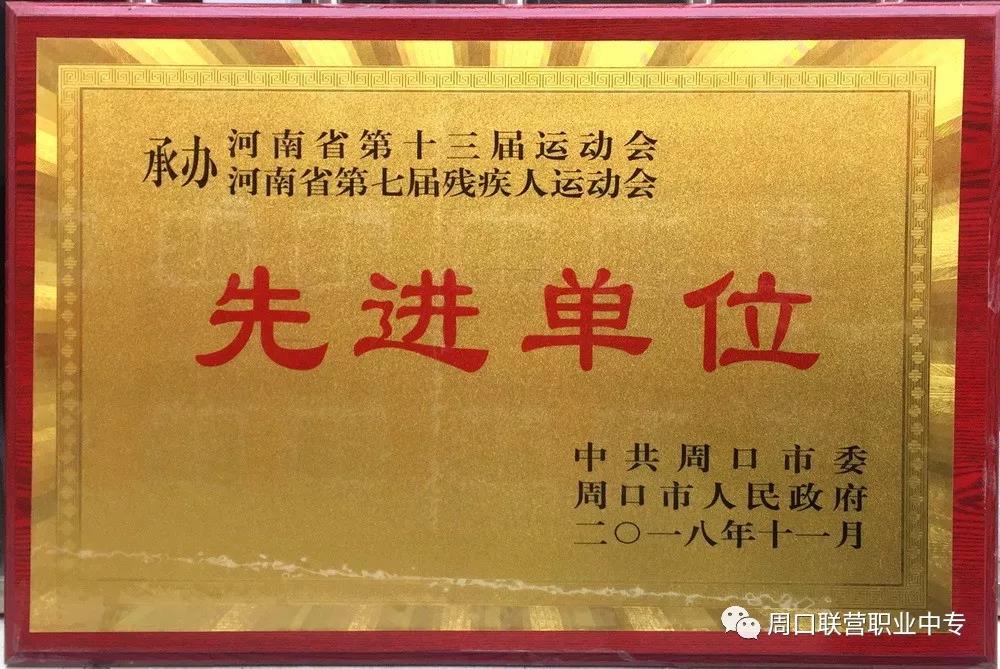 承办
河南省第十三届运动会
河南省第七届残疾人运动会
先进单位
中共周口市委
周口市人民政府
二〇一八年十一月
周口联营职业中专